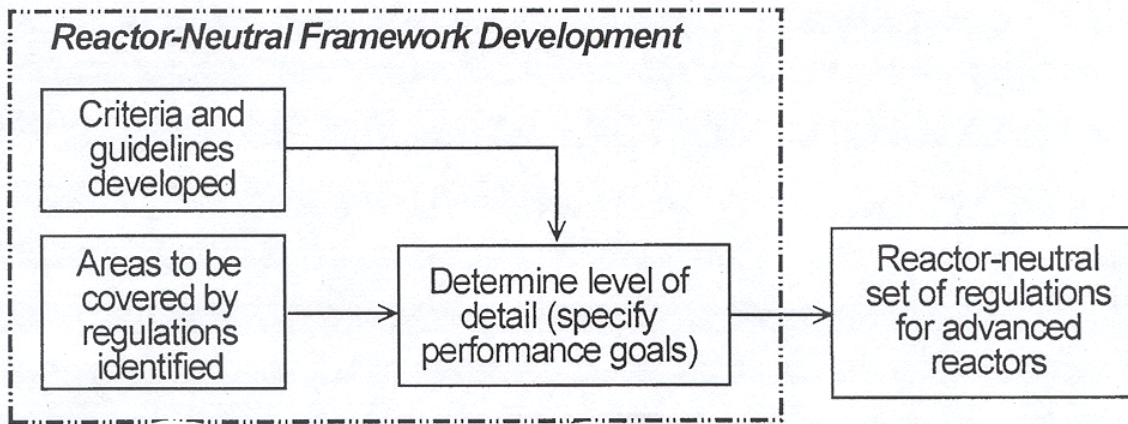 Reactor-Neutral Framework Development
Criteria and
guidelines
developed
Areas to be
covered by
regulations
identified
Determine level of
detail (specify
performance goals)
Reactor-neutral
set of regulations
for advanced
reactors